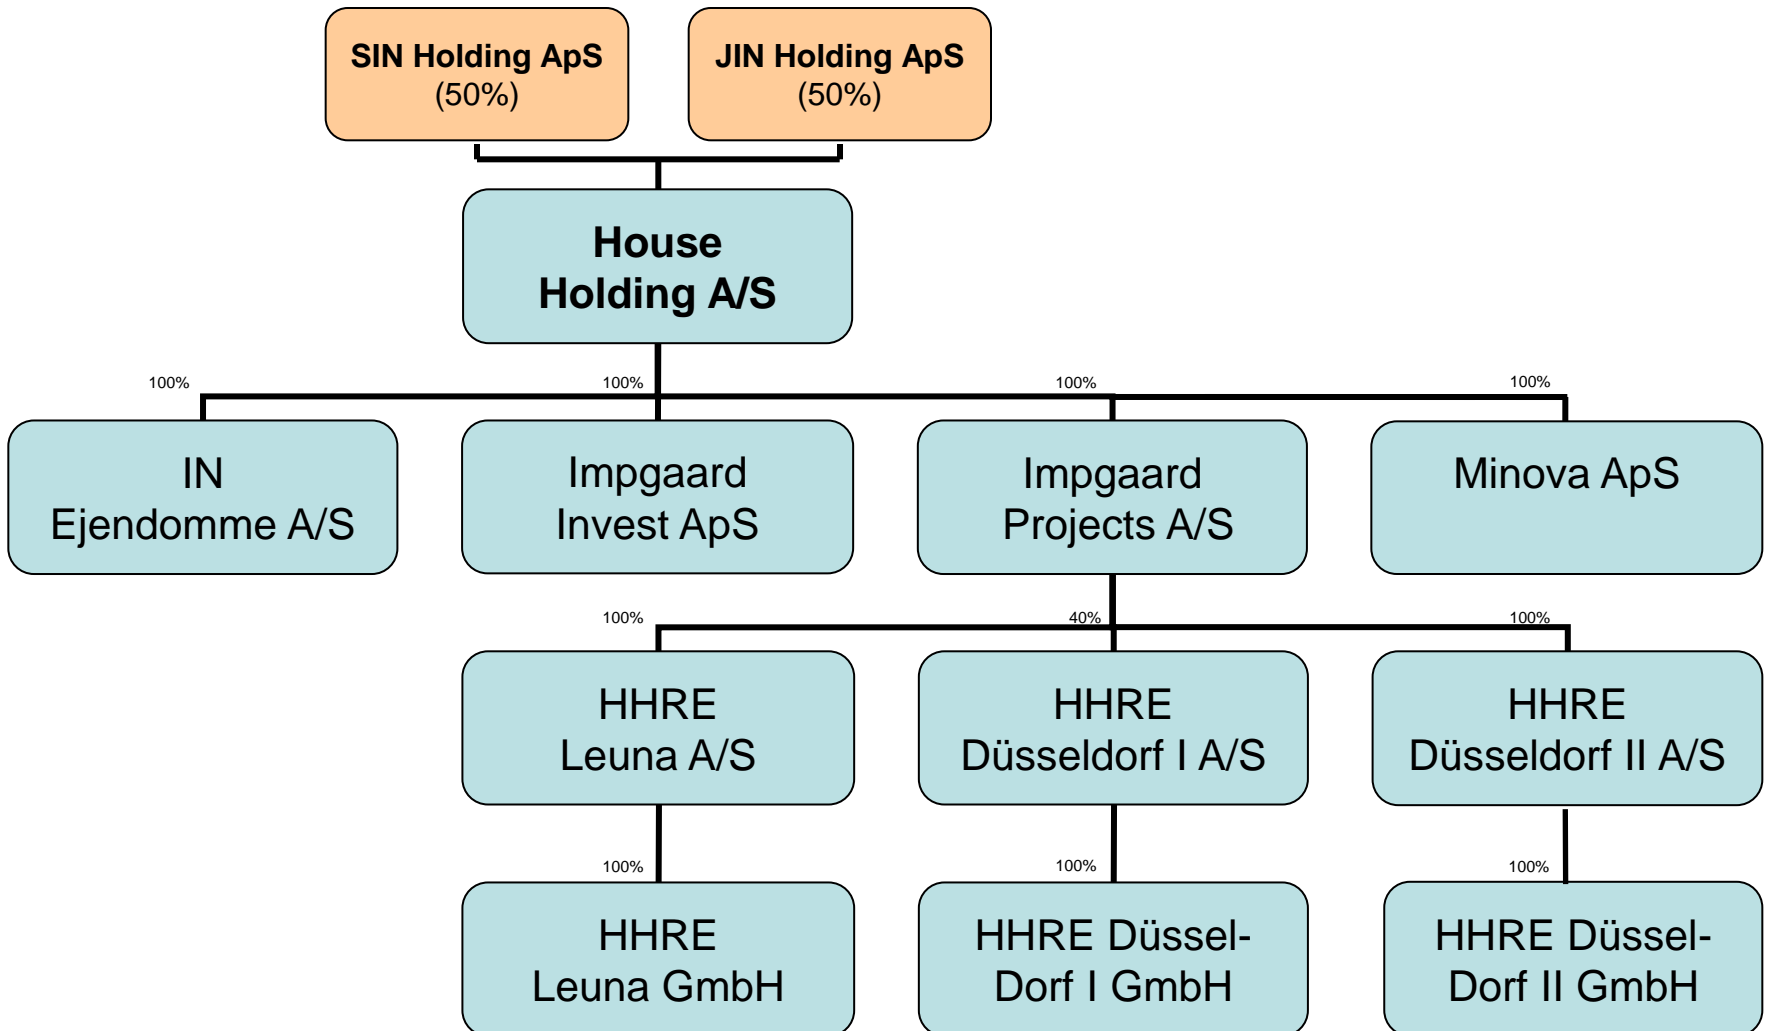 SIN Holding ApS
(50%)
JIN Holding ApS
(50%)
House
Holding A/S
100%
100%
100%
100%
IN
Ejendomme A/S
Impgaard
Invest ApS
Impgaard
Projects A/S
Minova ApS
100%
40%
100%
HHRE
Leuna A/S
HHRE
Düsseldorf I A/S
HHRE
Düsseldorf II A/S
100%
100%
100%
HHRE
Leuna GmbH
HHRE Düssel-
Dorf I GmbH
HHRE Düssel-
Dorf II GmbH